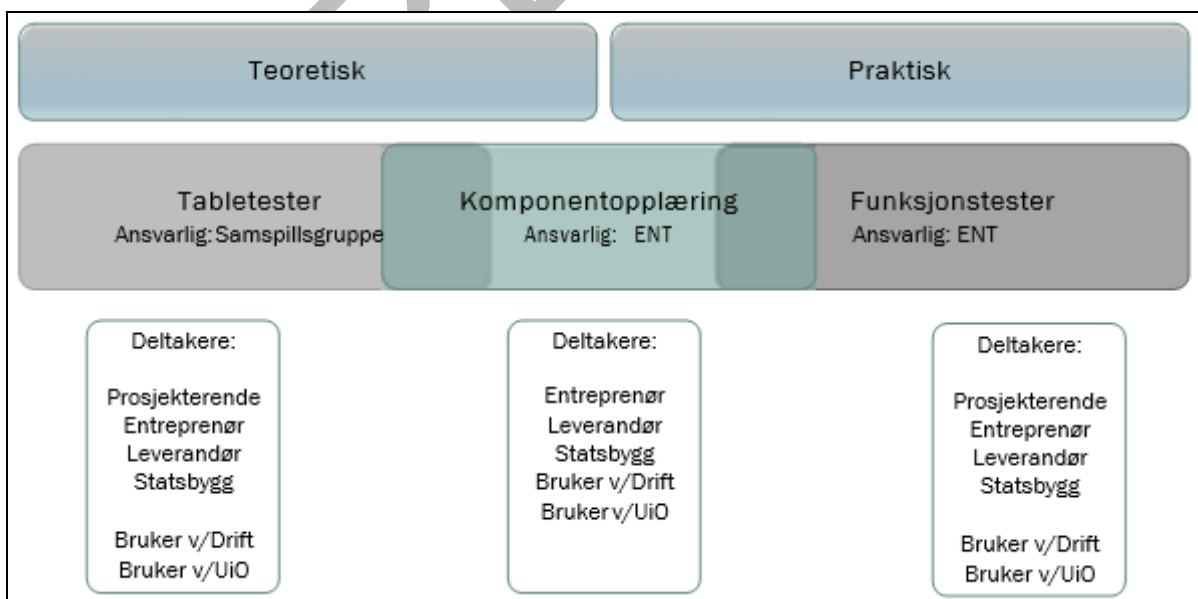 Teoretisk
Praktisk
Tabletester
Ansvarlig: Samspillsgruppe
Komponentopplæring
Ansvarlig: ENT
Funksjonstester
Ansvarlig: ENT
Deltakere:
Prosjekterende
Entreprenør
Leverandør
Statsbygg
Bruker v/Drift
Bruker v/UiO
Deltakere:
Entreprenør
Leverandør
Statsbygg
Bruker v/Drift
Bruker v/UiO
Deltakere:
Prosjekterende
Entreprenør
Leverandør
Statsbygg
Bruker v/Drift
Bruker v/UiO